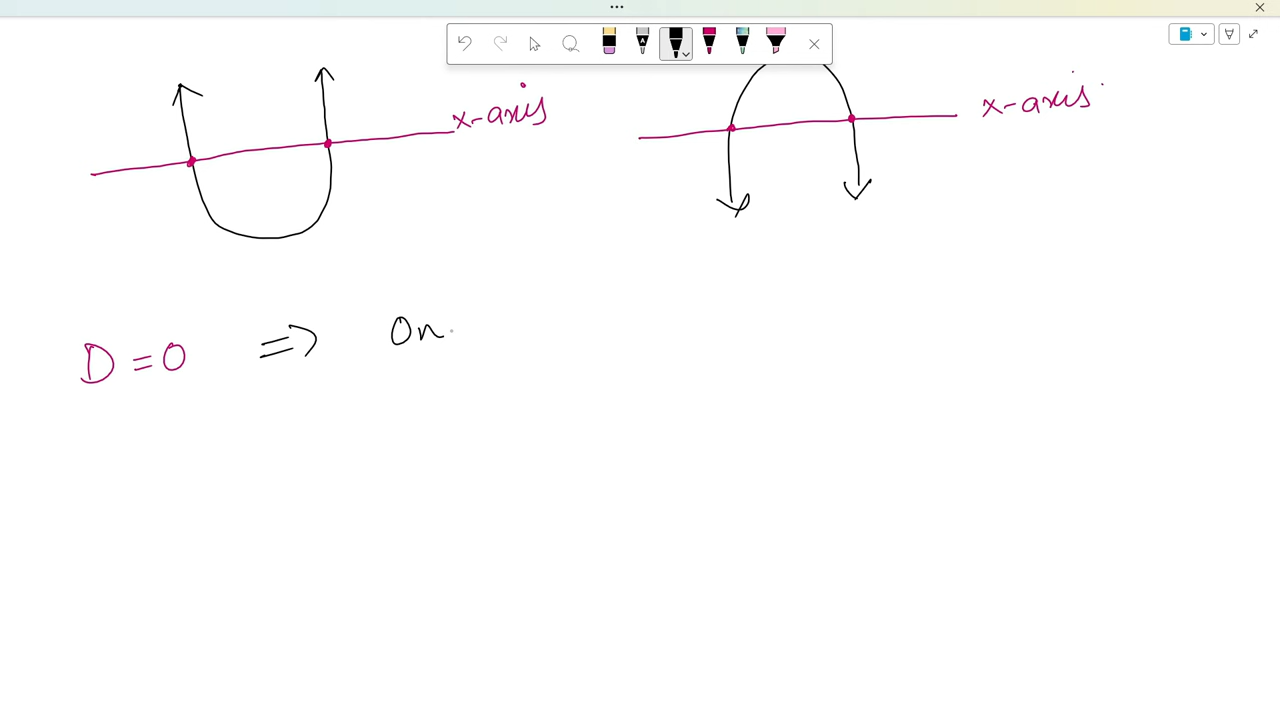 x-axis
x-axis
D = 0 ⇒ On